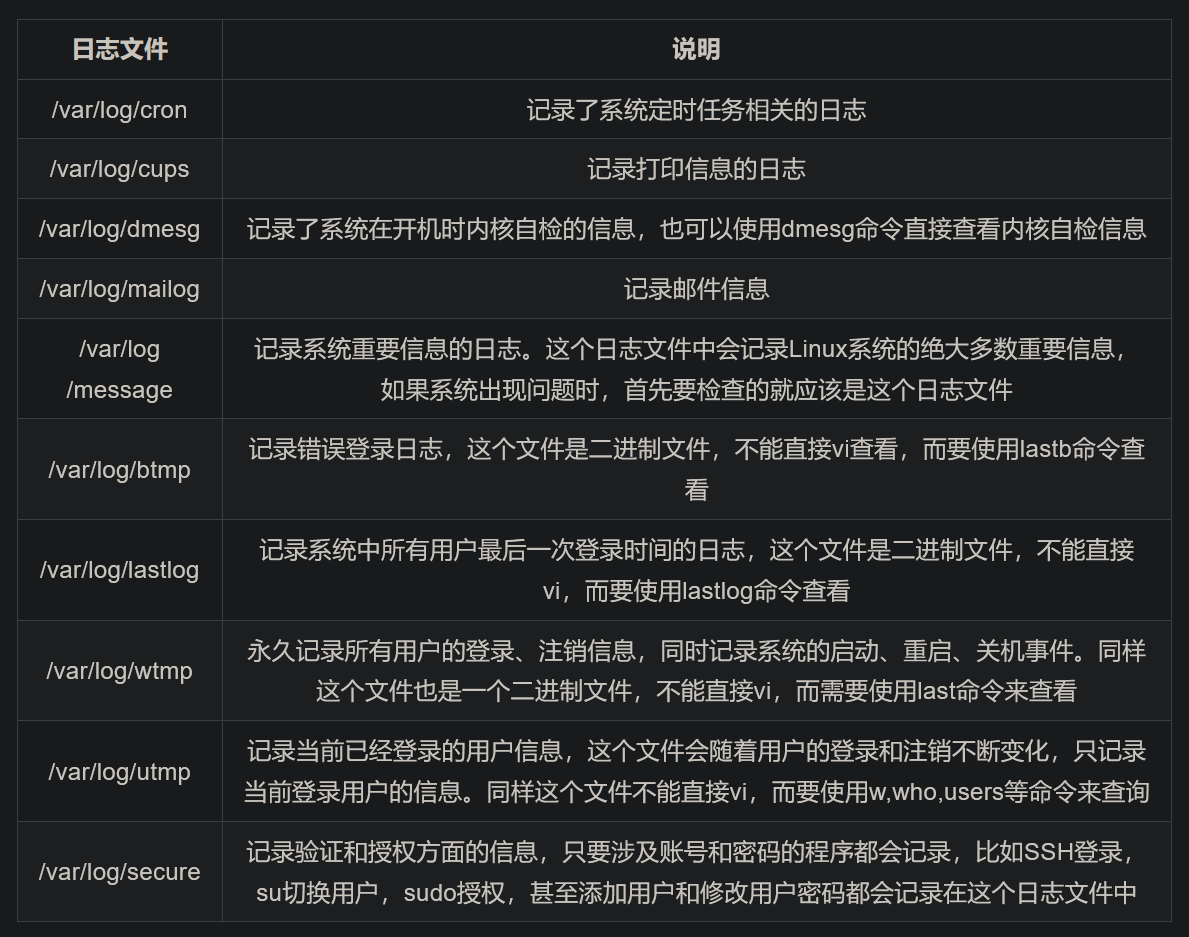 日志文件
说明
/var/log/cron
记录了系统定时任务相关的日志
/var/log/cups
记录打印信息的日志
/var/log/dmesg
记录了系统在开机时内核自检的信息，也可以使用dmesg命令直接查看内核自检信息
/var/log/mailog
记录邮件信息
/var/log
/message
记录系统重要信息的日志。这个日志文件中会记录Linux系统的绝大多数重要信息，
如果系统出现问题时，首先要检查的就应该是这个日志文件
/var/log/btmp
记录错误登录日志，这个文件是二进制文件，不能直接vi查看，而要使用lastb命令查
看
/var/log/lastlog
记录系统中所有用户最后一次登录时间的日志，这个文件是二进制文件，不能直接
vi，而要使用lastlog命令查看
/var/log/wtmp
永久记录所有用户的登录、注销信息，同时记录系统的启动、重启、关机事件。同样
这个文件也是一个二进制文件，不能直接vi，而需要使用last命令来查看
/var/log/utmp
记录当前已经登录的用户信息，这个文件会随着用户的登录和注销不断变化，只记录
当前登录用户的信息。同样这个文件不能直接vi，而要使用w,who,users等命令来查询
/var/log/secure
记录验证和授权方面的信息，只要涉及账号和密码的程序都会记录，比如SSH登录，
su切换用户，sudo授权，甚至添加用户和修改用户密码都会记录在这个日志文件中